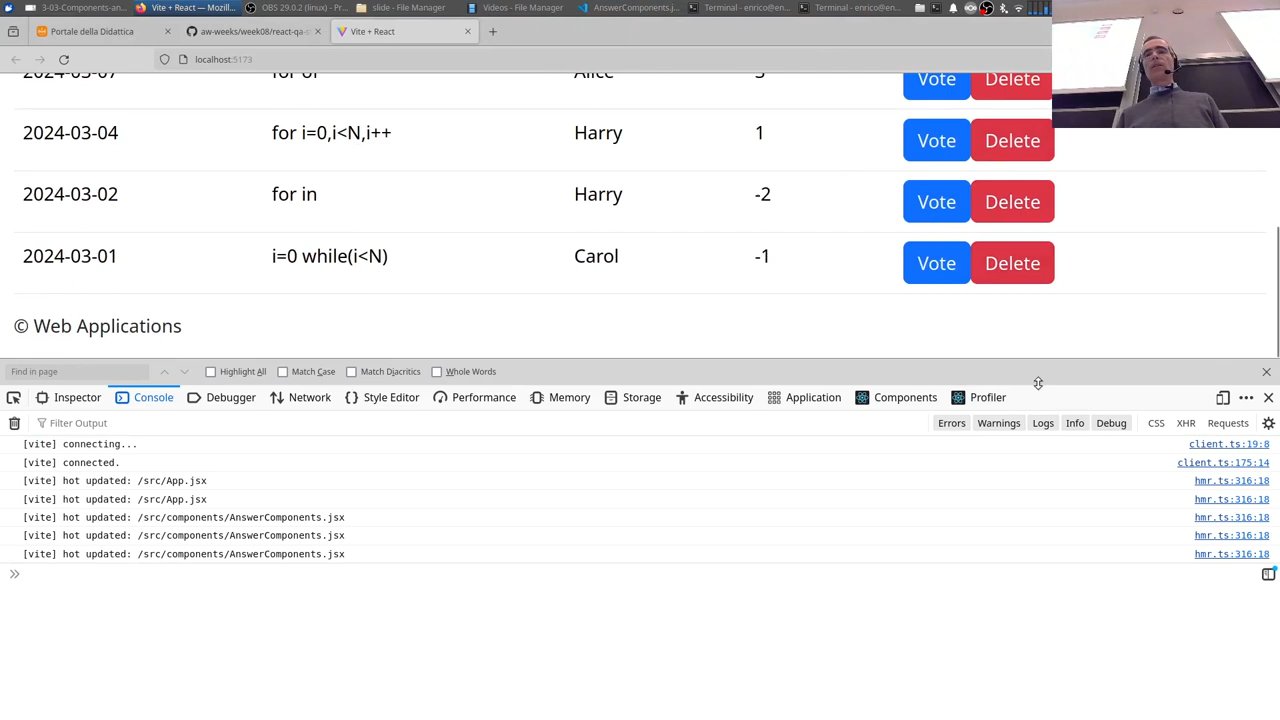 3-03-Components-an...
Vite + React — Mozill...
OBS 29.0.2 (linux) - Pr...
slide - File Manager
Videos - File Manager
AnswerComponents.j...
Terminal - enrico@en...
Terminal - enrico@en...
Portale della Didattica
aw-weeks/week08/react-qa-s
Vite + React
localhost:5173
2024-03-07 for of Alice 3 Vote Delete
2024-03-04 for i=0,i<N,i++ Harry 1 Vote Delete
2024-03-02 for in Harry -2 Vote Delete
2024-03-01 i=0 while(i<N) Carol -1 Vote Delete
© Web Applications
Find in page Highlight All Match Case Match Diacritics Whole Words
Inspector Console Debugger Network Style Editor Performance Memory Storage Accessibility Application Components Profiler
Filter Output Errors Warnings Logs Info Debug CSS XHR Requests
[vite] connecting... client.ts:19:8
[vite] connected. client.ts:175:14
[vite] hot updated: /src/App.jsx hmr.ts:316:18
[vite] hot updated: /src/App.jsx hmr.ts:316:18
[vite] hot updated: /src/components/AnswerComponents.jsx hmr.ts:316:18
[vite] hot updated: /src/components/AnswerComponents.jsx hmr.ts:316:18
[vite] hot updated: /src/components/AnswerComponents.jsx hmr.ts:316:18